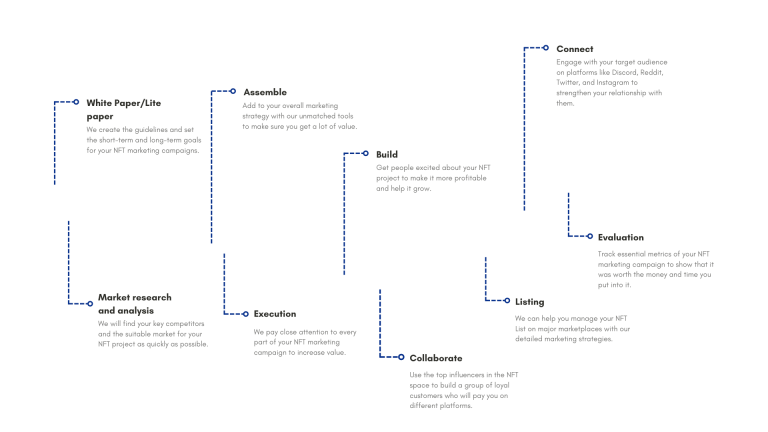 White Paper/Lite
paper
We create the guidelines and set
the short-term and long-term goals
for your NFT marketing campaigns.
Market research
and analysis
We will find your key competitors
and the suitable market for your
NFT project as quickly as possible.
Assemble
Add to your overall marketing
strategy with our unmatched tools
to make sure you get a lot of value.
Execution
We pay close attention to every
part of your NFT marketing
campaign to increase value.
Build
Get people excited about your NFT
project to make it more profitable
and help it grow.
Collaborate
Use the top influencers in the NFT
space to build a group of loyal
customers who will pay you on
different platforms.
Connect
Engage with your target audience
on platforms like Discord, Reddit,
Twitter, and Instagram to
strengthen your relationship with
them.
Listing
We can help you manage your NFT
List on major marketplaces with our
detailed marketing strategies.
Evaluation
Track essential metrics of your NFT
marketing campaign to show that it
was worth the money and time you
put into it.